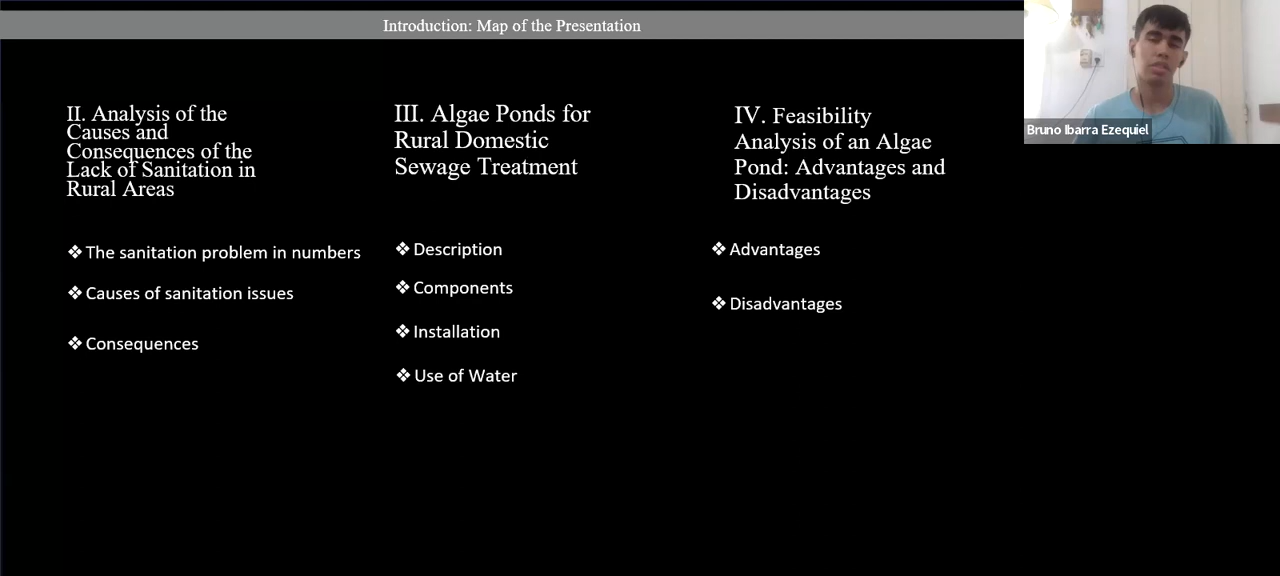 Introduction: Map of the Presentation
II. Analysis of the
Causes and
Consequences of the
Lack of Sanitation in
Rural Areas
❖ The sanitation problem in numbers
❖ Causes of sanitation issues
❖ Consequences
III. Algae Ponds for
Rural Domestic
Sewage Treatment
❖ Description
❖ Components
❖ Installation
❖ Use of Water
IV. Feasibility
Analysis of an Algae
Pond: Advantages and
Disadvantages
❖ Advantages
❖ Disadvantages
Bruno Ibarra Ezequiel